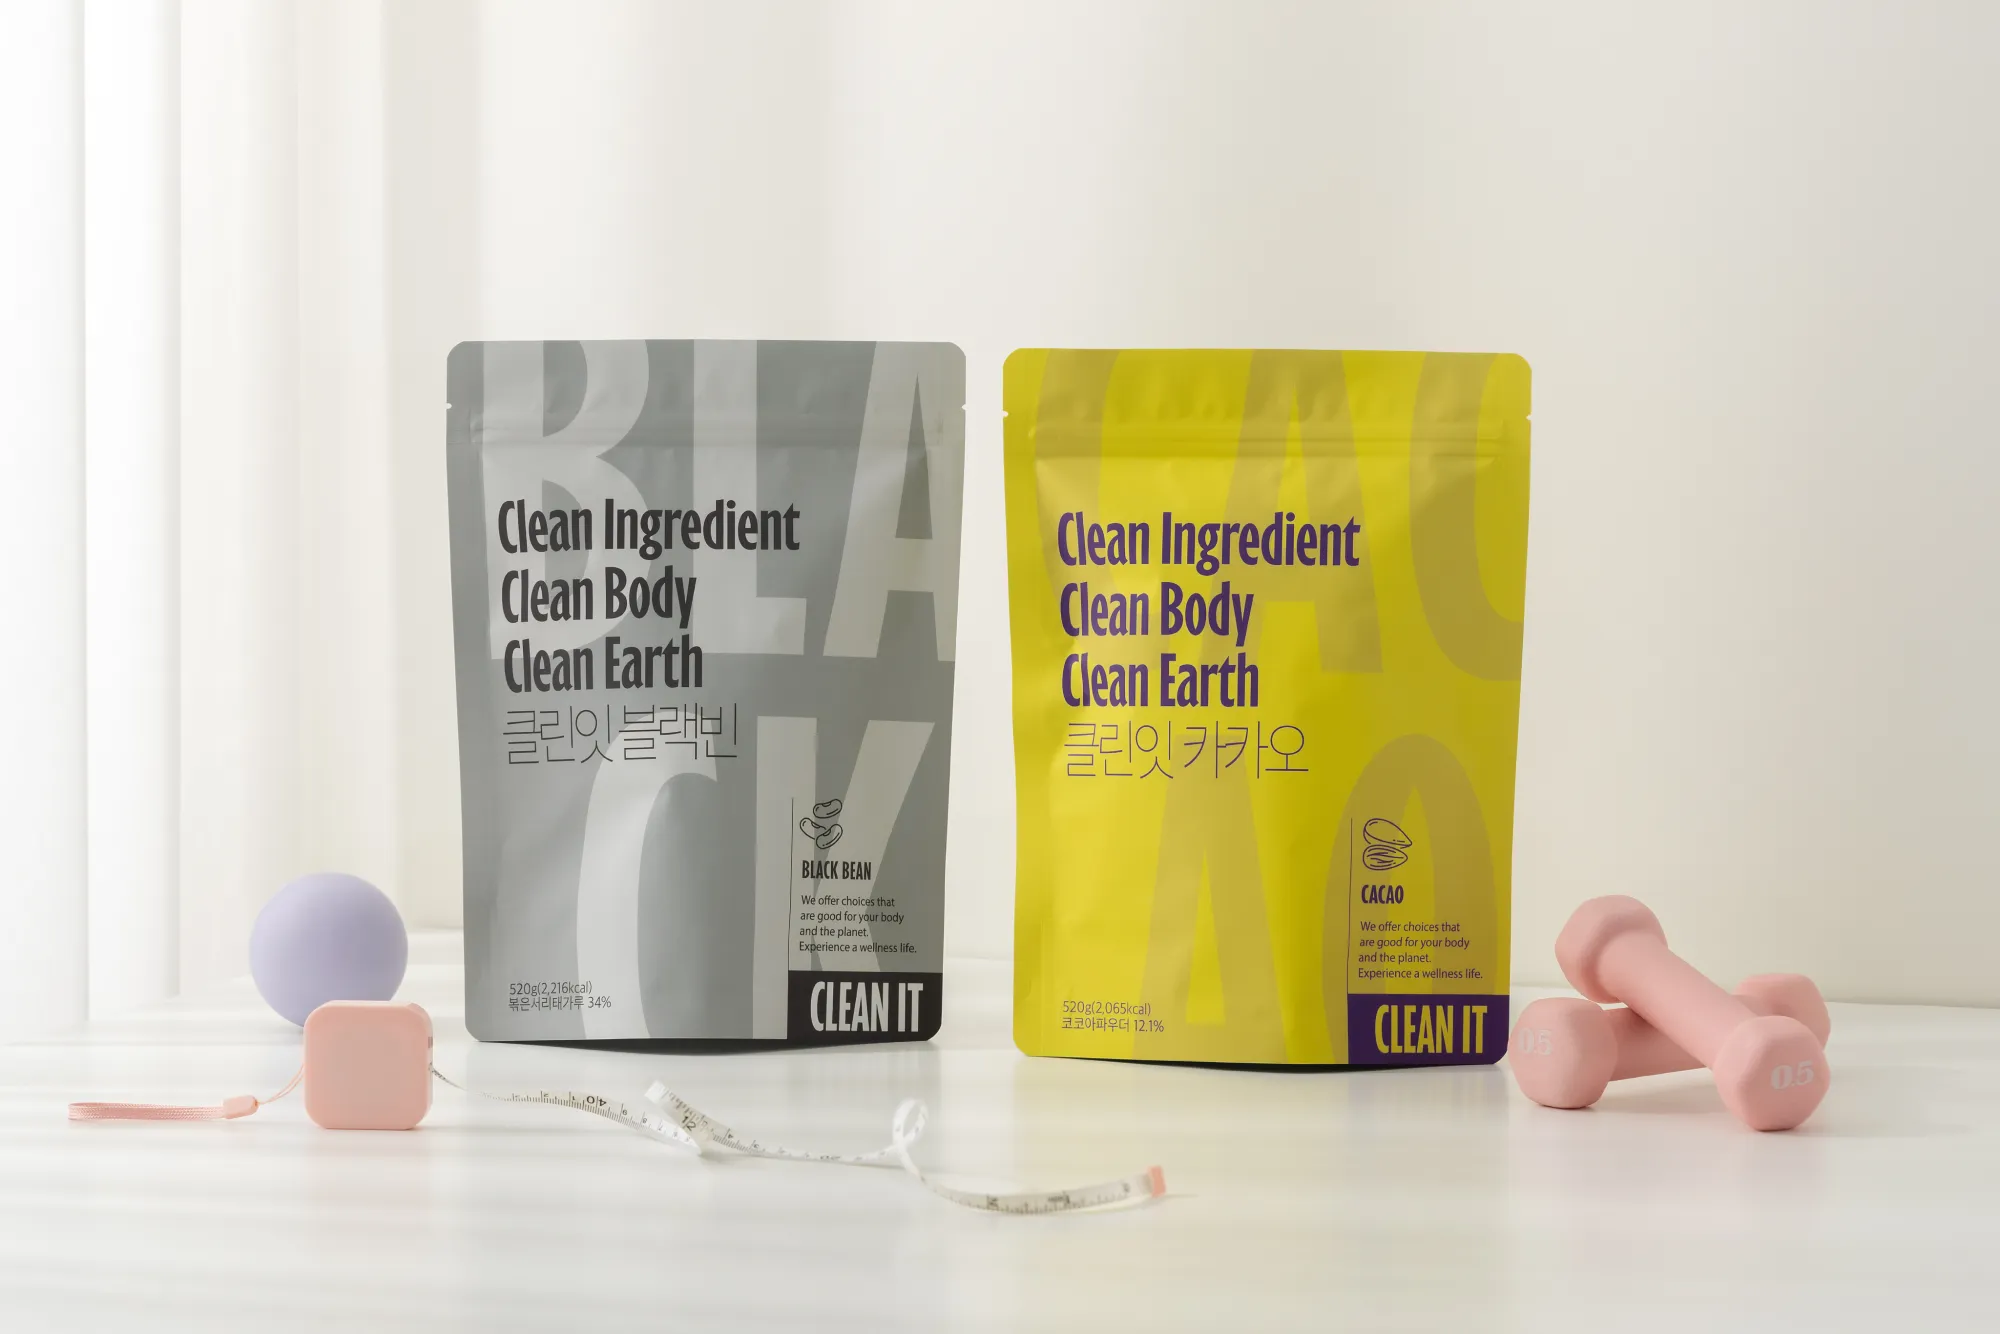 BLA
CK
Clean Ingredient
Clean Body
Clean Earth
클린잇 블랙빈
BLACK BEAN
We offer choices that
are good for your body
and the planet.
Experience a wellness life.
520g(2,216kcal)
볶은서리태가루 34%
CLEAN IT
CAC
AO
Clean Ingredient
Clean Body
Clean Earth
클린잇 카카오
CACAO
We offer choices that
are good for your body
and the planet.
Experience a wellness life.
520g(2,065kcal)
코코아파우더 12.1%
CLEAN IT
0.5
0.5